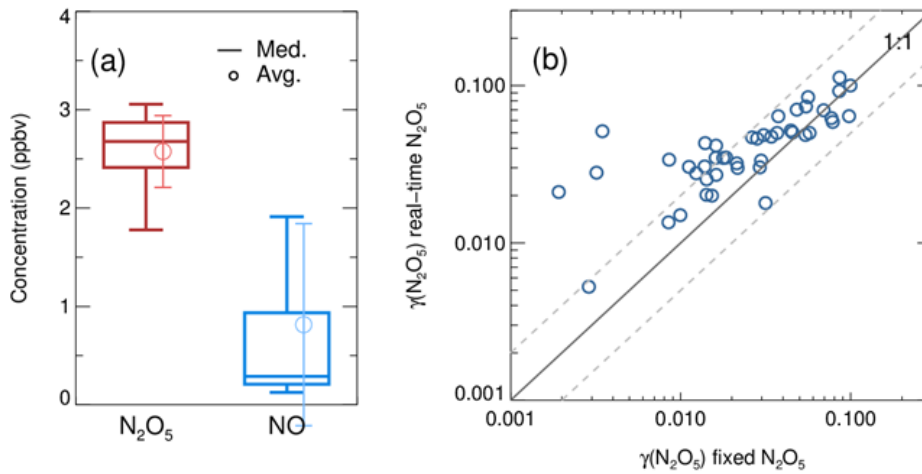 (a)
— Med.
○ Avg.
Concentration (ppbv)
4
3
2
1
0
N₂O₅
NO
(b)
1:1
γ(N₂O₅) real-time N₂O₅
0.100
0.010
0.001
0.001
0.010
0.100
γ(N₂O₅) fixed N₂O₅